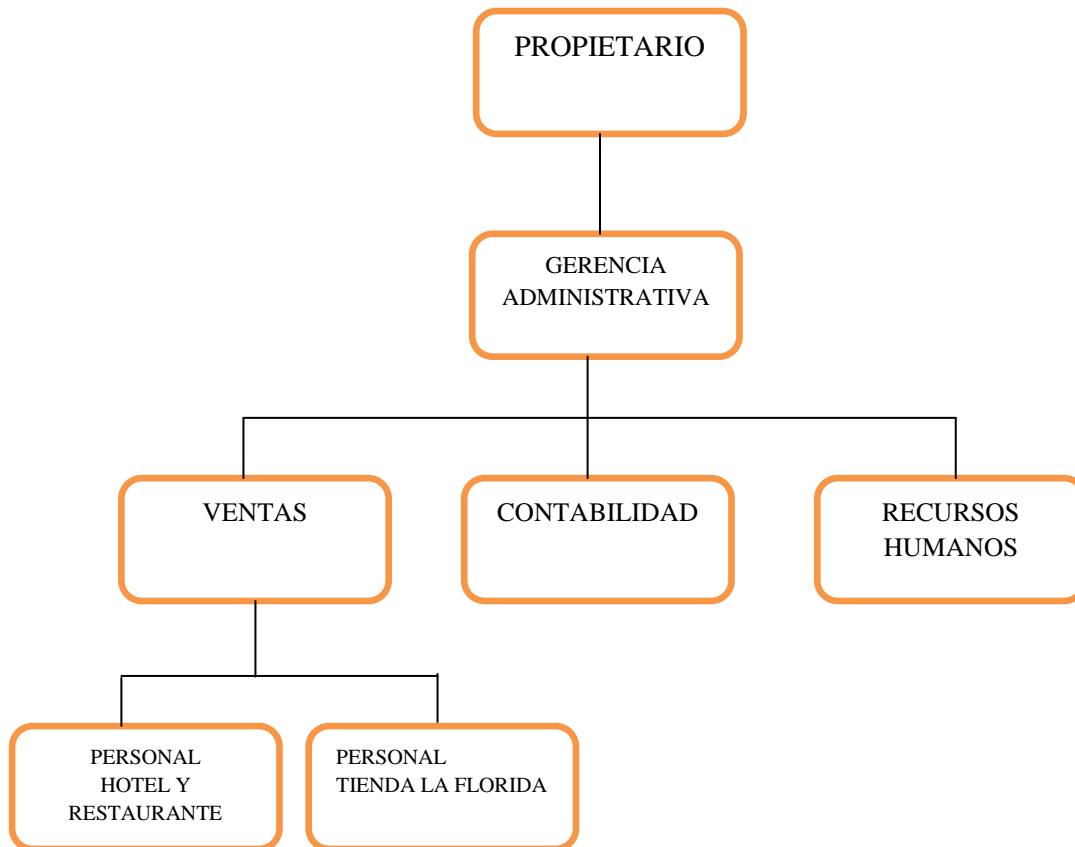 PROPIETARIO
GERENCIA
ADMINISTRATIVA
VENTAS
CONTABILIDAD
RECURSOS
HUMANOS
PERSONAL
HOTEL Y
RESTAURANTE
PERSONAL
TIENDA LA FLORIDA